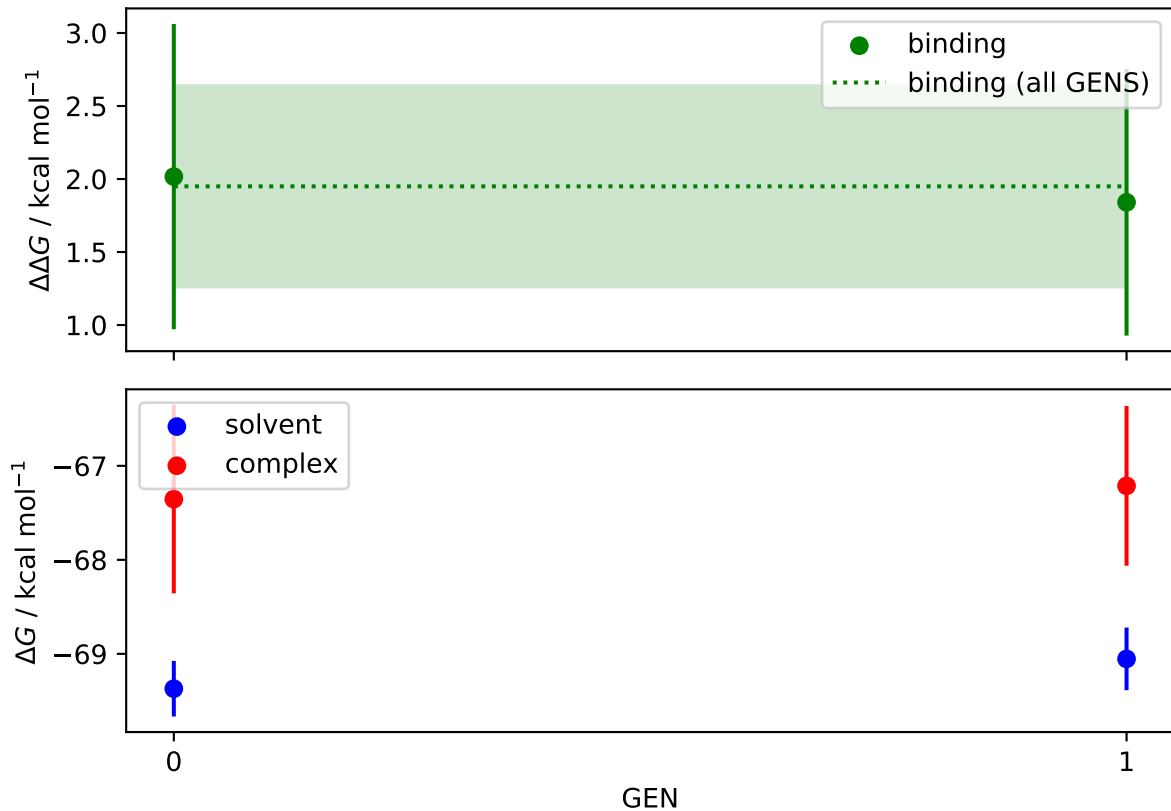 3.0
2.5
2.0
1.5
1.0
ΔΔG / kcal mol⁻¹
binding
binding (all GENS)
−67
−68
−69
ΔG / kcal mol⁻¹
solvent
complex
0 1
GEN